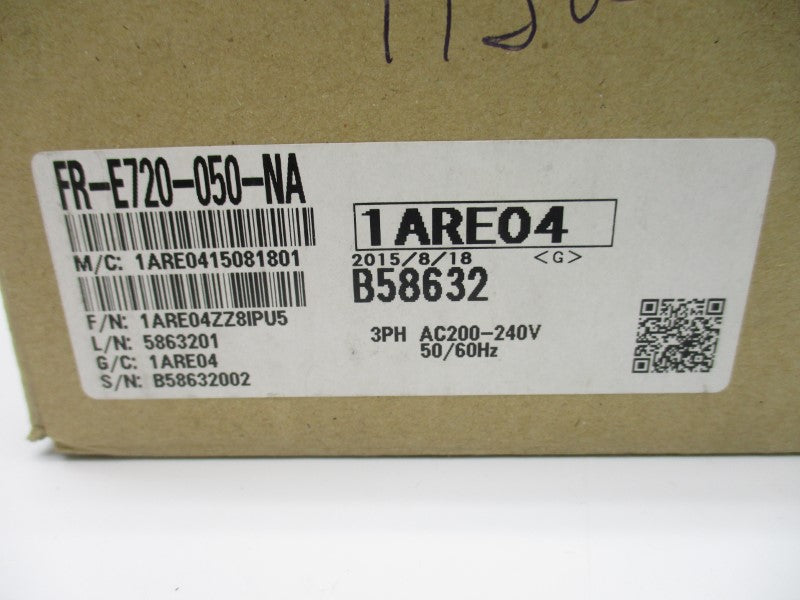 FR-E720-050-NA
M/C: 1ARE0415081801
F/N: 1ARE04ZZ8IPU5
L/N: 5863201
G/C: 1ARE04
S/N: B58632002
1ARE04
2015/8/18 <G>
B58632
3PH AC200-240V
50/60Hz